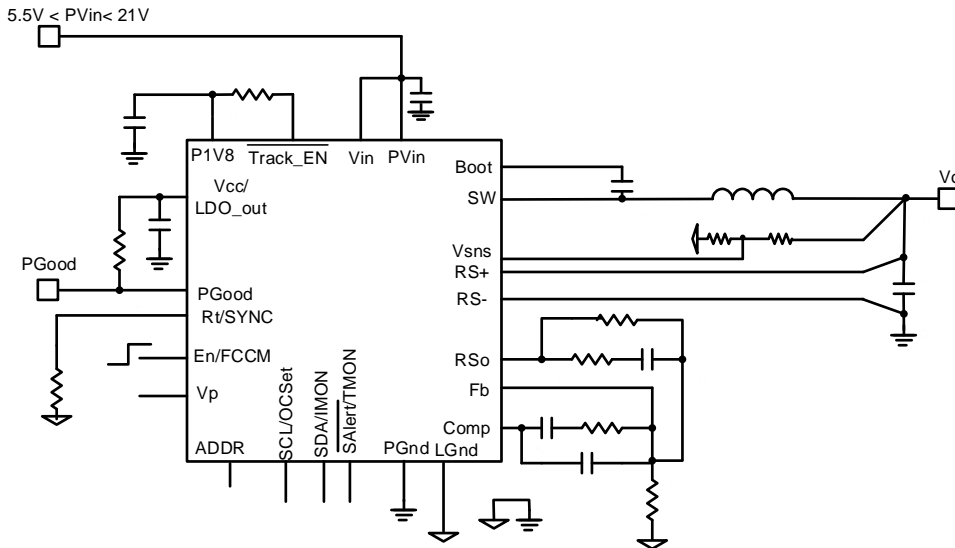 5.5V < PVin< 21V
P1V8
Track_EN
Vin
PVin
Boot
Vcc/
LDO_out
SW
Vo
Vsns
RS+
PGood
PGood
RS-
Rt/SYNC
En/FCCM
RSo
Vp
Fb
Comp
ADDR
SCL/OCSet
SDA/IMON
SAlert/TMON
PGnd
LGnd